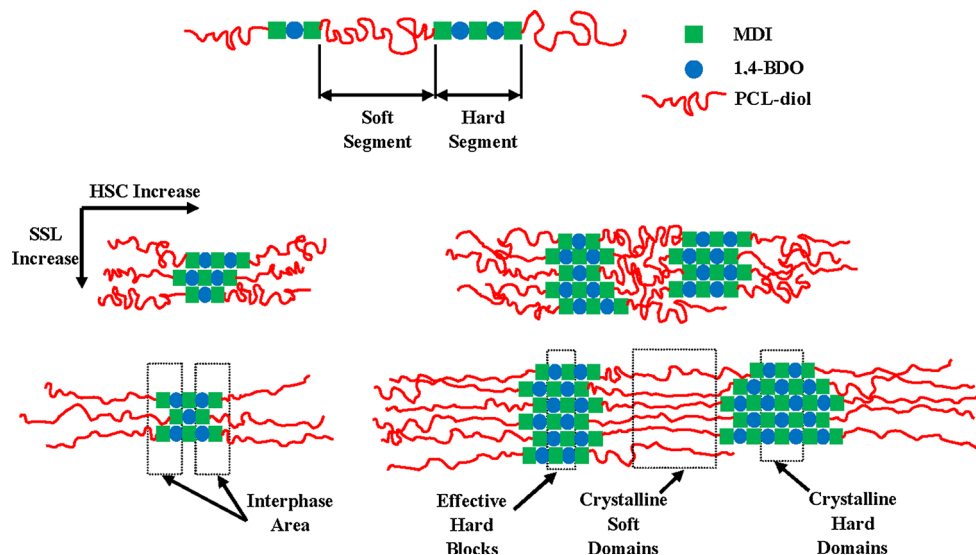 MDI
1,4-BDO
PCL-diol
Soft
Segment
Hard
Segment
HSC Increase
SSL
Increase
Interphase
Area
Effective
Hard
Blocks
Crystalline
Soft
Domains
Crystalline
Hard
Domains